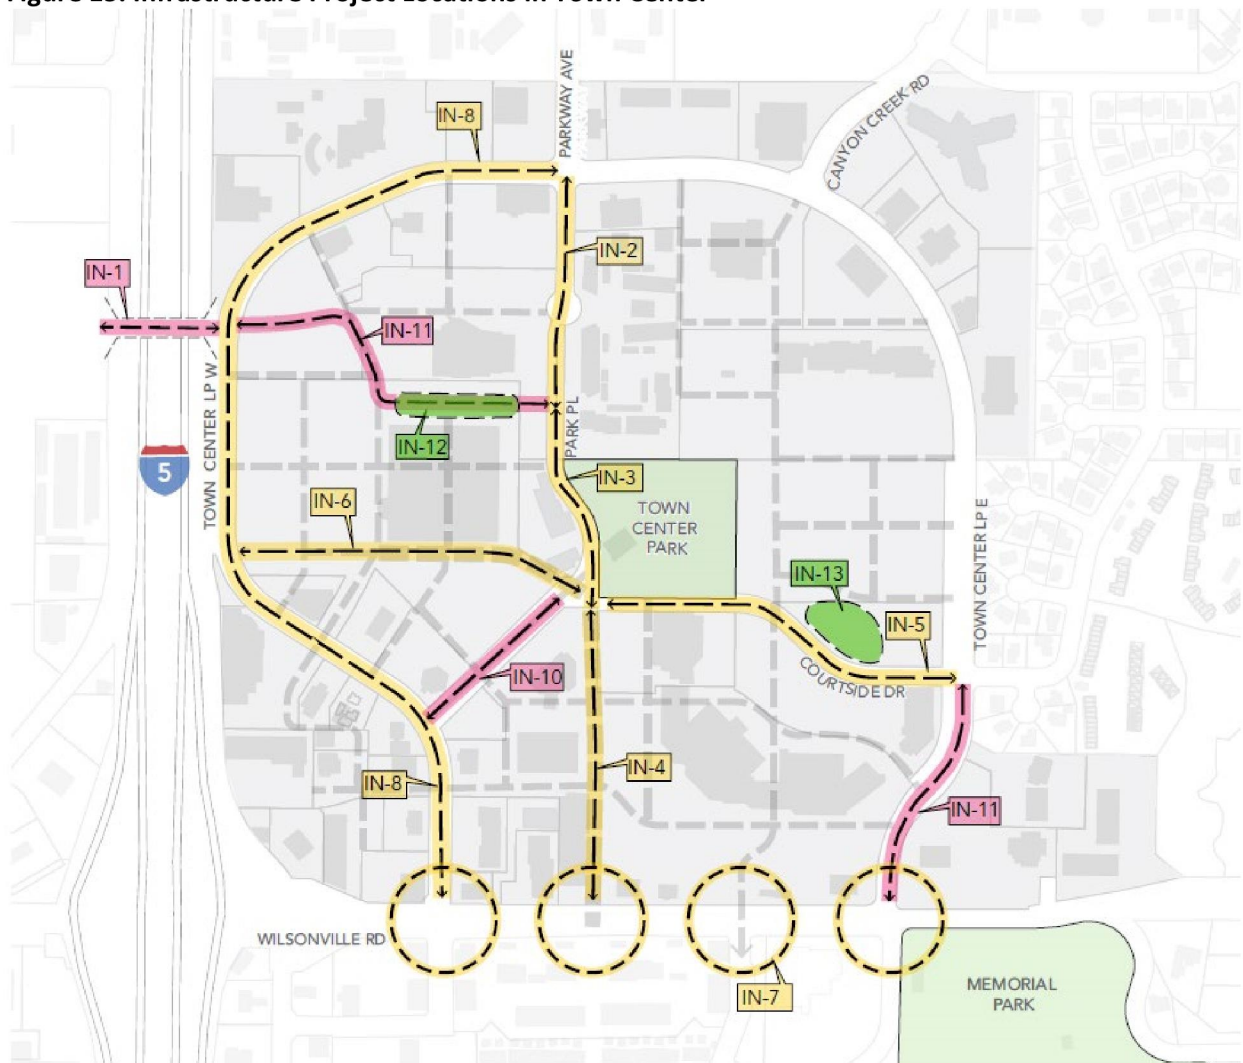 Figure 23: Infrastructure Project Locations in Town Center
PARKWAY AVE
CANYON CREEK RD
IN-8
IN-2
IN-1
IN-11
TOWN CENTER LP W
PARK PL
IN-12
5
IN-3
IN-6
TOWN
CENTER
PARK
TOWN CENTER LP E
IN-13
IN-5
COURTSIDE DR
IN-10
IN-4
IN-8
IN-11
WILSONVILLE RD
IN-7
MEMORIAL
PARK